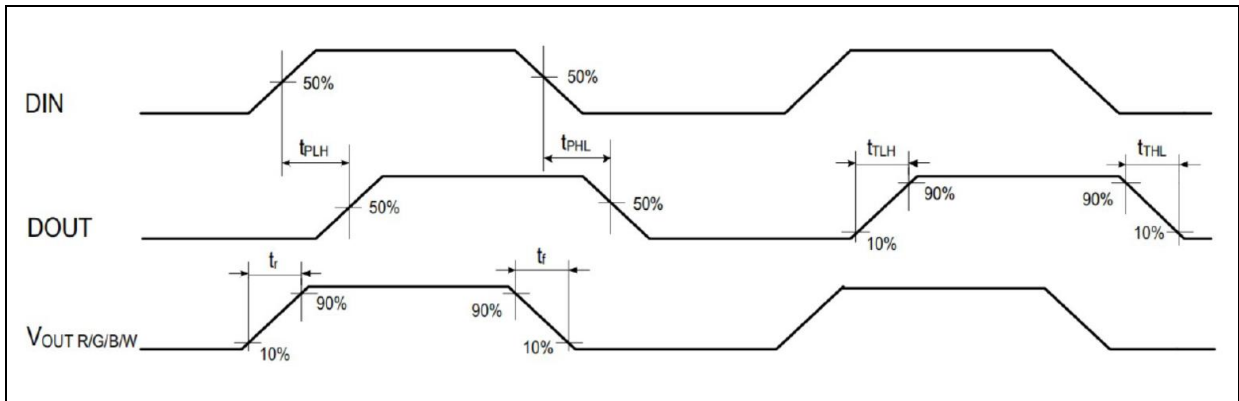 DIN
50%
50%
tPLH
tPHL
tTLH
tTHL
DOUT
50%
50%
90%
90%
10%
10%
tr
tf
VOUT R/G/B/W
90%
90%
10%
10%